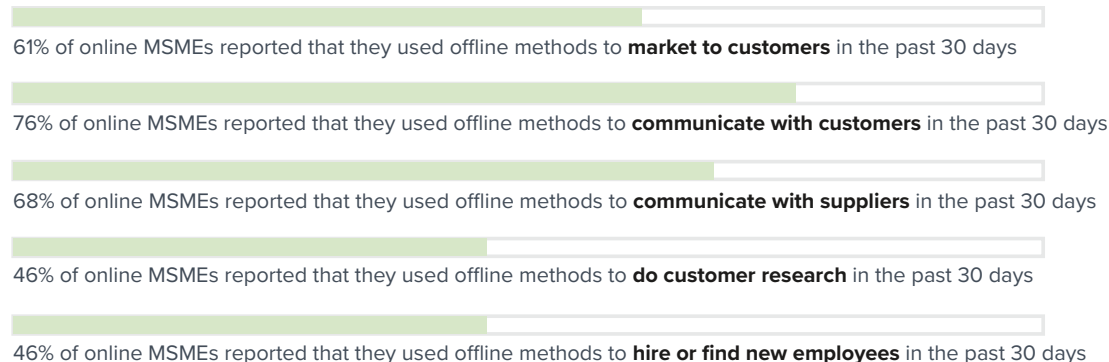 61% of online MSMEs reported that they used offline methods to market to customers in the past 30 days
76% of online MSMEs reported that they used offline methods to communicate with customers in the past 30 days
68% of online MSMEs reported that they used offline methods to communicate with suppliers in the past 30 days
46% of online MSMEs reported that they used offline methods to do customer research in the past 30 days
46% of online MSMEs reported that they used offline methods to hire or find new employees in the past 30 days